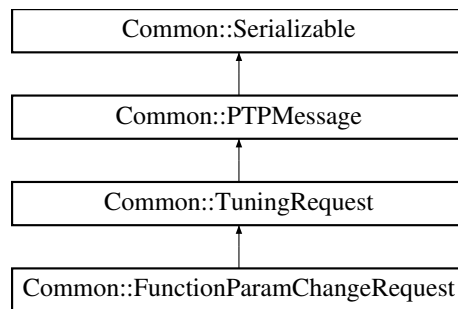 Common::Serializable
Common::PTPMessage
Common::TuningRequest
Common::FunctionParamChangeRequest